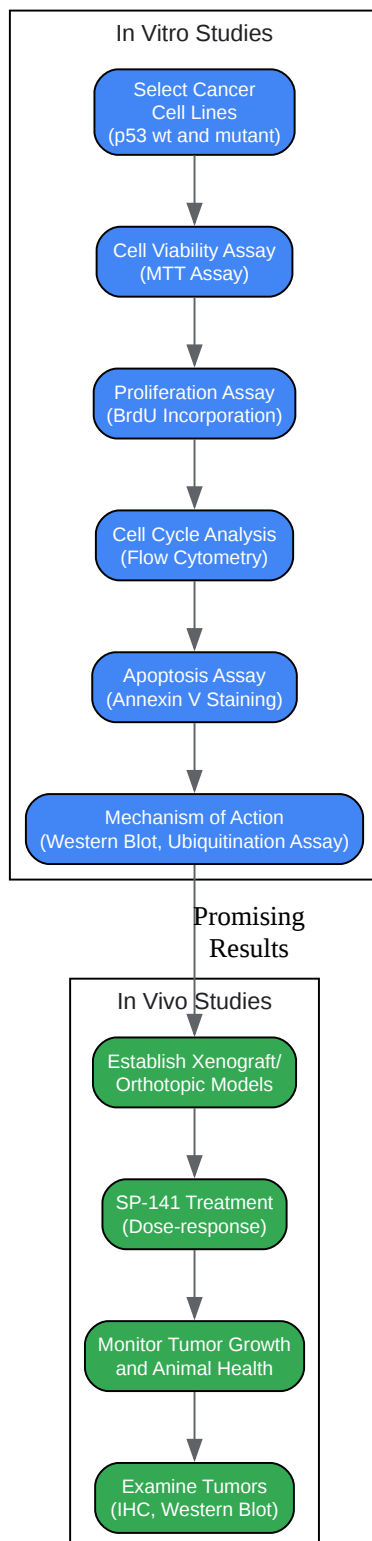 In Vitro Studies
Select Cancer
Cell Lines
(p53 wt and mutant)
Cell Viability Assay
(MTT Assay)
Proliferation Assay
(BrdU Incorporation)
Cell Cycle Analysis
(Flow Cytometry)
Apoptosis Assay
(Annexin V Staining)
Mechanism of Action
(Western Blot, Ubiquitination Assay)
Promising
Results
In Vivo Studies
Establish Xenograft/
Orthotopic Models
SP-141 Treatment
(Dose-response)
Monitor Tumor Growth
and Animal Health
Examine Tumors
(IHC, Western Blot)